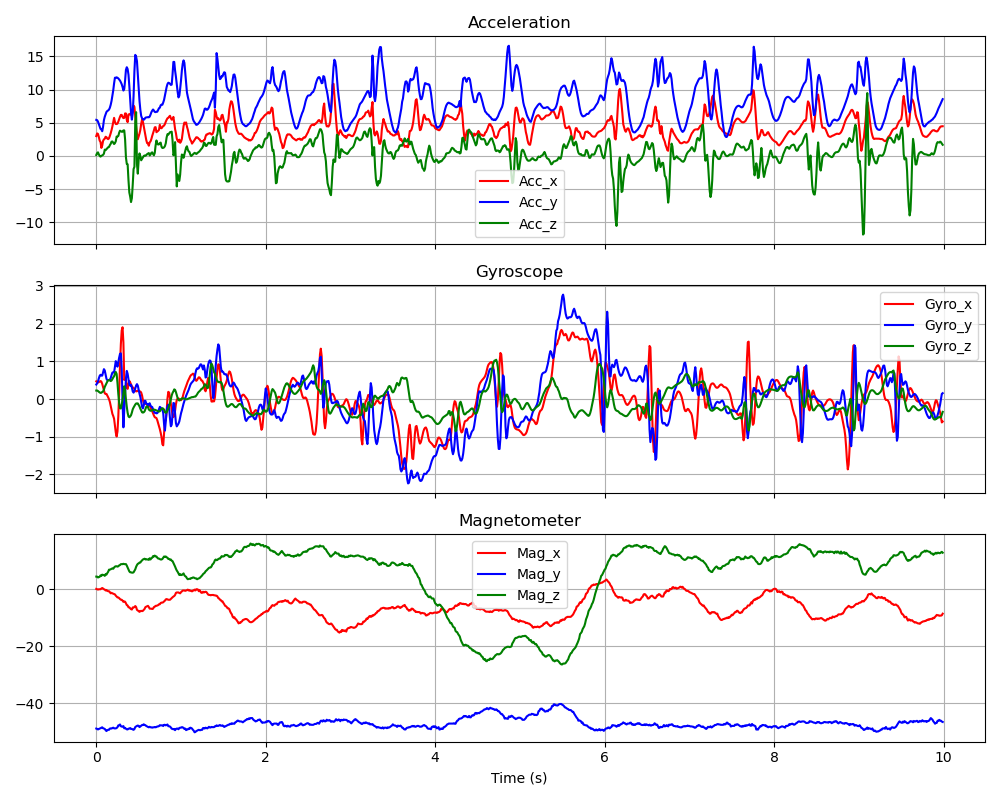 Acceleration
15
10
5
0
−5
−10
Acc_x
Acc_y
Acc_z
Gyroscope
3
2
1
0
−1
−2
Gyro_x
Gyro_y
Gyro_z
Magnetometer
0
−20
−40
Mag_x
Mag_y
Mag_z
0 2 4 6 8 10
Time (s)